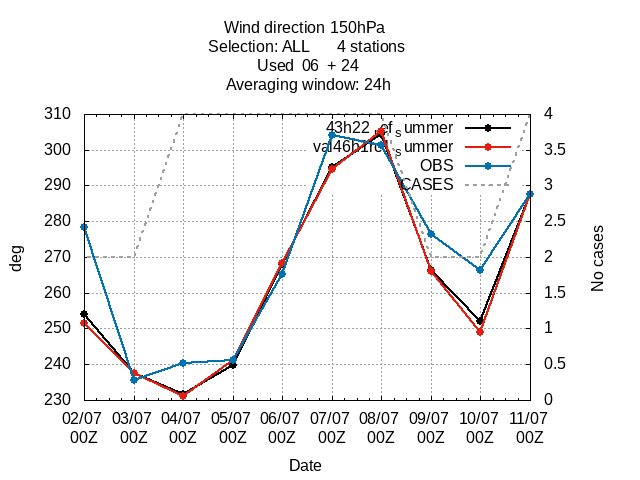 Wind direction 150hPa
Selection: ALL 4 stations
Used 06 + 24
Averaging window: 24h
310 300 290 280 270 260 250 240 230
deg
4 3.5 3 2.5 2 1.5 1 0.5 0
No cases
summer
summer
OBS
CASES
02/07 03/07 04/07 05/07 06/07 07/07 08/07 09/07 10/07 11/07
00Z 00Z 00Z 00Z 00Z 00Z 00Z 00Z 00Z 00Z
Date